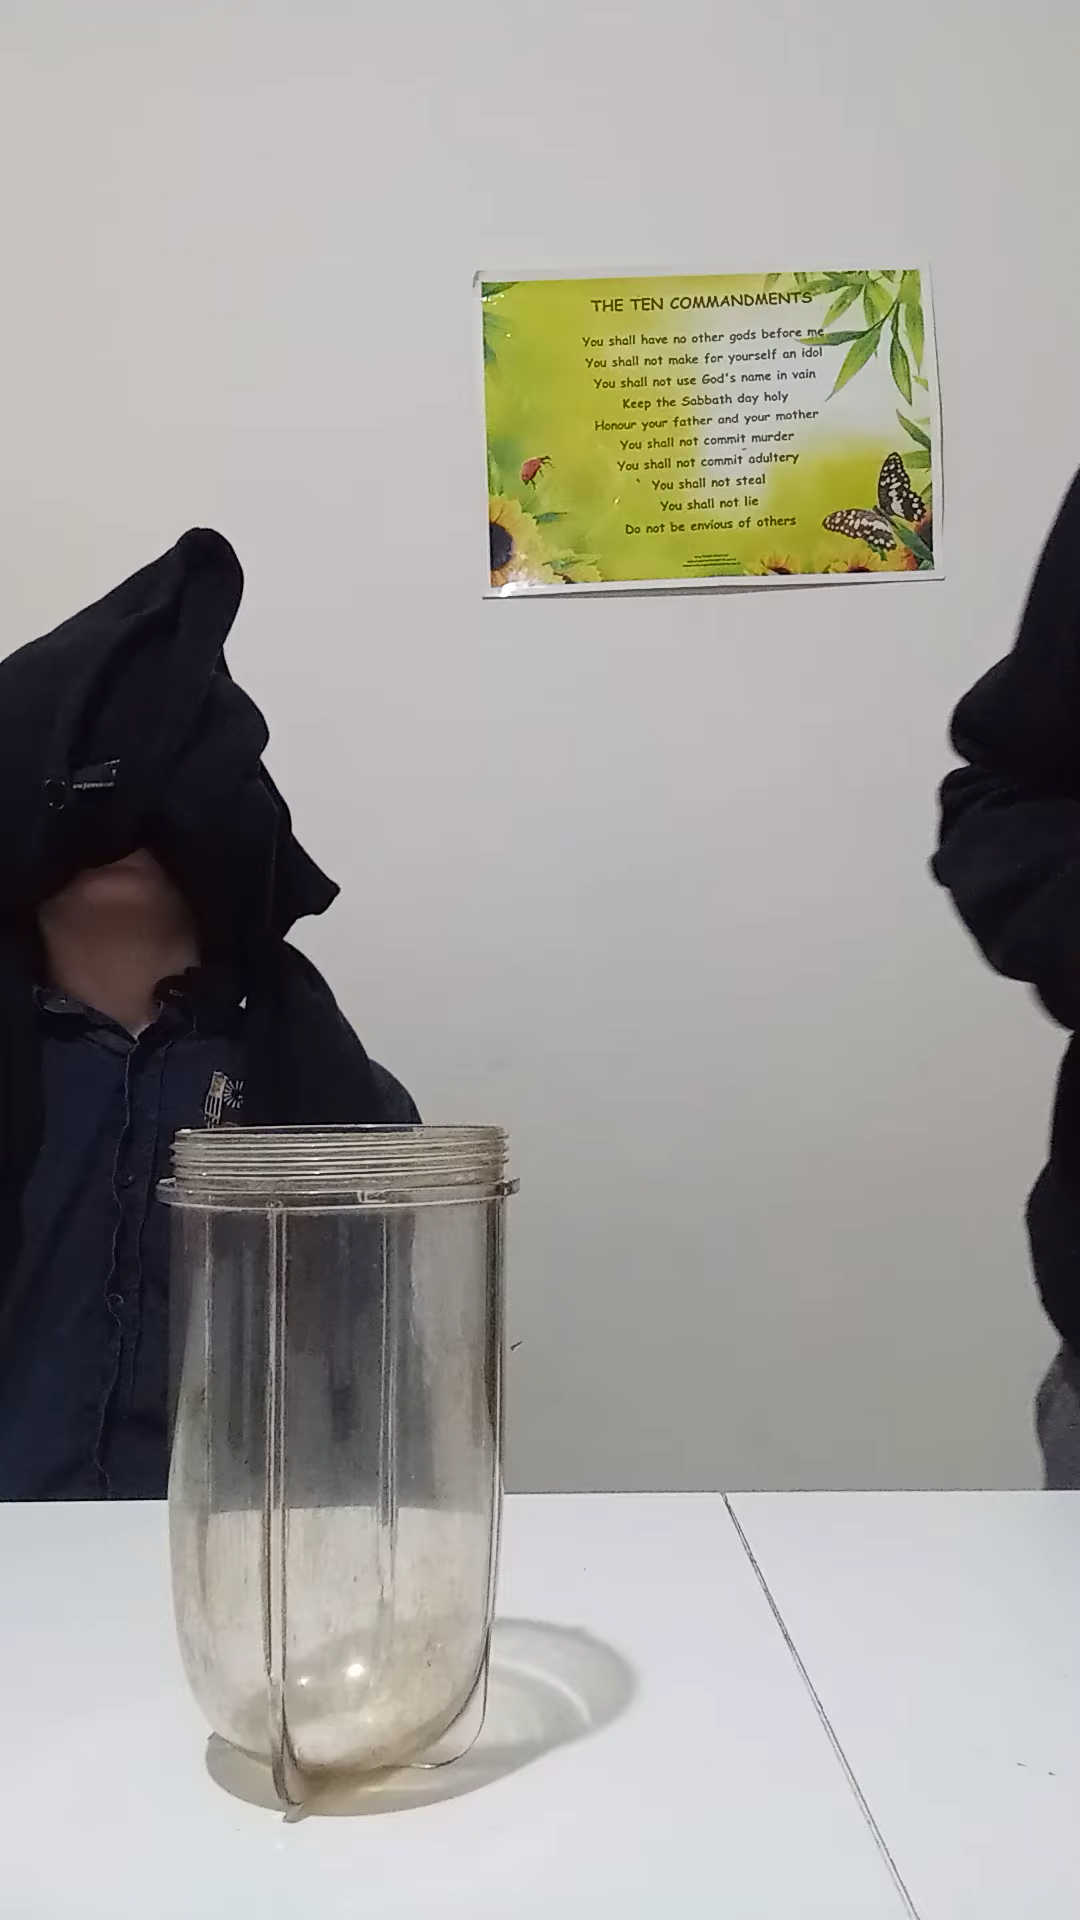 THE TEN COMMANDMENTS
You shall have no other gods before me
You shall not make for yourself an idol
You shall not use God's name in vain
Keep the Sabbath day holy
Honour your father and your mother
You shall not commit murder
You shall not commit adultery
You shall not steal
You shall not lie
Do not be envious of others